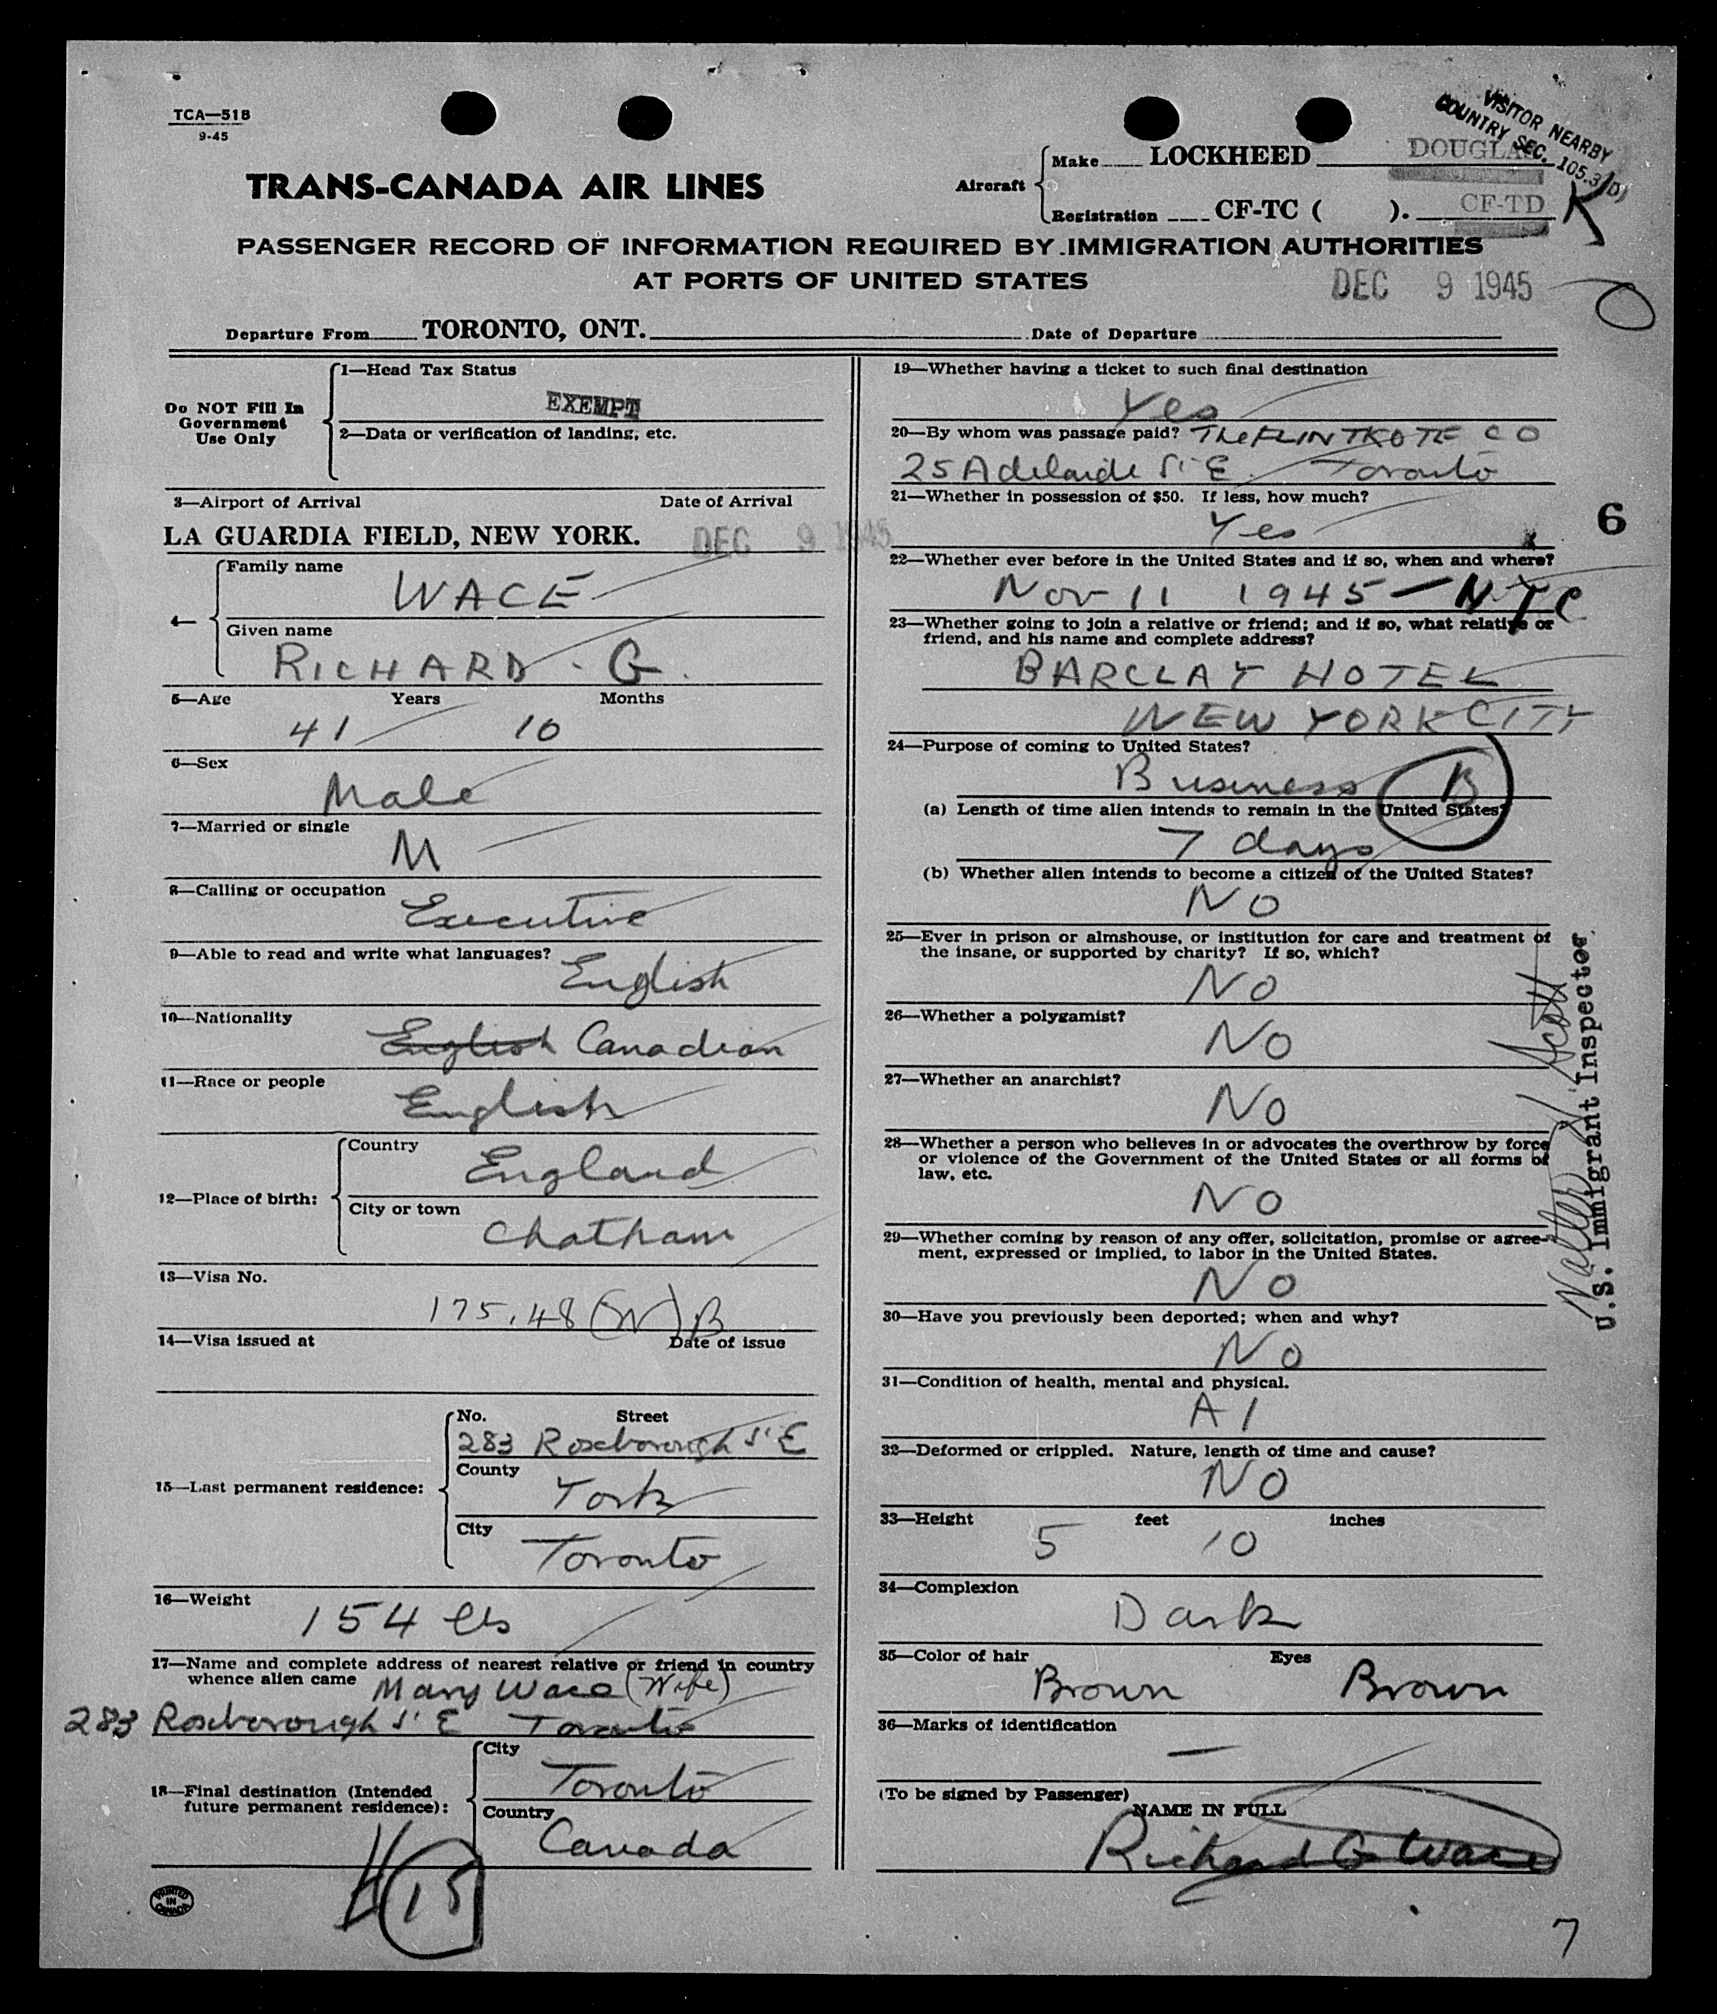 TCA—518
9-45
VISITOR NEARBY
COUNTRY SEC. 105.3(D)
TRANS-CANADA AIR LINES
Aircraft
Make LOCKHEED DOUGLAS
Registration CF-TC ( ). CF-TD K
PASSENGER RECORD OF INFORMATION REQUIRED BY IMMIGRATION AUTHORITIES
AT PORTS OF UNITED STATES
DEC 9 1945
Departure From TORONTO, ONT. Date of Departure
Do NOT Fill In
Government
Use Only
1—Head Tax Status
EXEMPT
2—Data or verification of landing, etc.
3—Airport of Arrival Date of Arrival
LA GUARDIA FIELD, NEW YORK. DEC 9 1945
4—
Family name
WACE
Given name
RICHARD . G.
5—Age Years Months
41 10
6—Sex
Male
7—Married or single
M
8—Calling or occupation
Executive
9—Able to read and write what languages?
English
10—Nationality
English Canadian
11—Race or people
English
12—Place of birth:
Country
England
City or town
Chatham
13—Visa No.
175.48 (W) B
14—Visa issued at Date of issue
15—Last permanent residence:
No. Street
283 Roxborough St E
County
York
City
Toronto
16—Weight
154 lbs
17—Name and complete address of nearest relative or friend in country
whence alien came Mary Wace (Wife)
283 Roxborough St E Toronto
18—Final destination (Intended
future permanent residence):
City
Toronto
Country
Canada
15
PRINTED
IN
CANADA
19—Whether having a ticket to such final destination
Yes
20—By whom was passage paid? The FLINTKOTE CO
25 Adelaide St E. Toronto
21—Whether in possession of $50. If less, how much?
Yes
6
22—Whether ever before in the United States and if so, when and where?
x
Nov 11 1945 — NYC
23—Whether going to join a relative or friend; and if so, what relative or
friend, and his name and complete address?
BARCLAY HOTEL
NEW YORK CITY
24—Purpose of coming to United States?
Business B
(a) Length of time alien intends to remain in the United States?
7 days
(b) Whether alien intends to become a citizen of the United States?
NO
25—Ever in prison or almshouse, or institution for care and treatment of
the insane, or supported by charity? If so, which?
NO
26—Whether a polygamist?
NO
27—Whether an anarchist?
NO
28—Whether a person who believes in or advocates the overthrow by force
or violence of the Government of the United States or all forms of
law, etc.
NO
29—Whether coming by reason of any offer, solicitation, promise or agree-
ment, expressed or implied, to labor in the United States.
NO
30—Have you previously been deported; when and why?
NO
31—Condition of health, mental and physical.
A1
32—Deformed or crippled. Nature, length of time and cause?
NO
33—Height feet inches
5 10
34—Complexion
Dark
35—Color of hair Eyes
Brown Brown
36—Marks of identification
—
(To be signed by Passenger)
NAME IN FULL
Richard G Wace
7
Walter Scott
U.S. Immigrant Inspector.